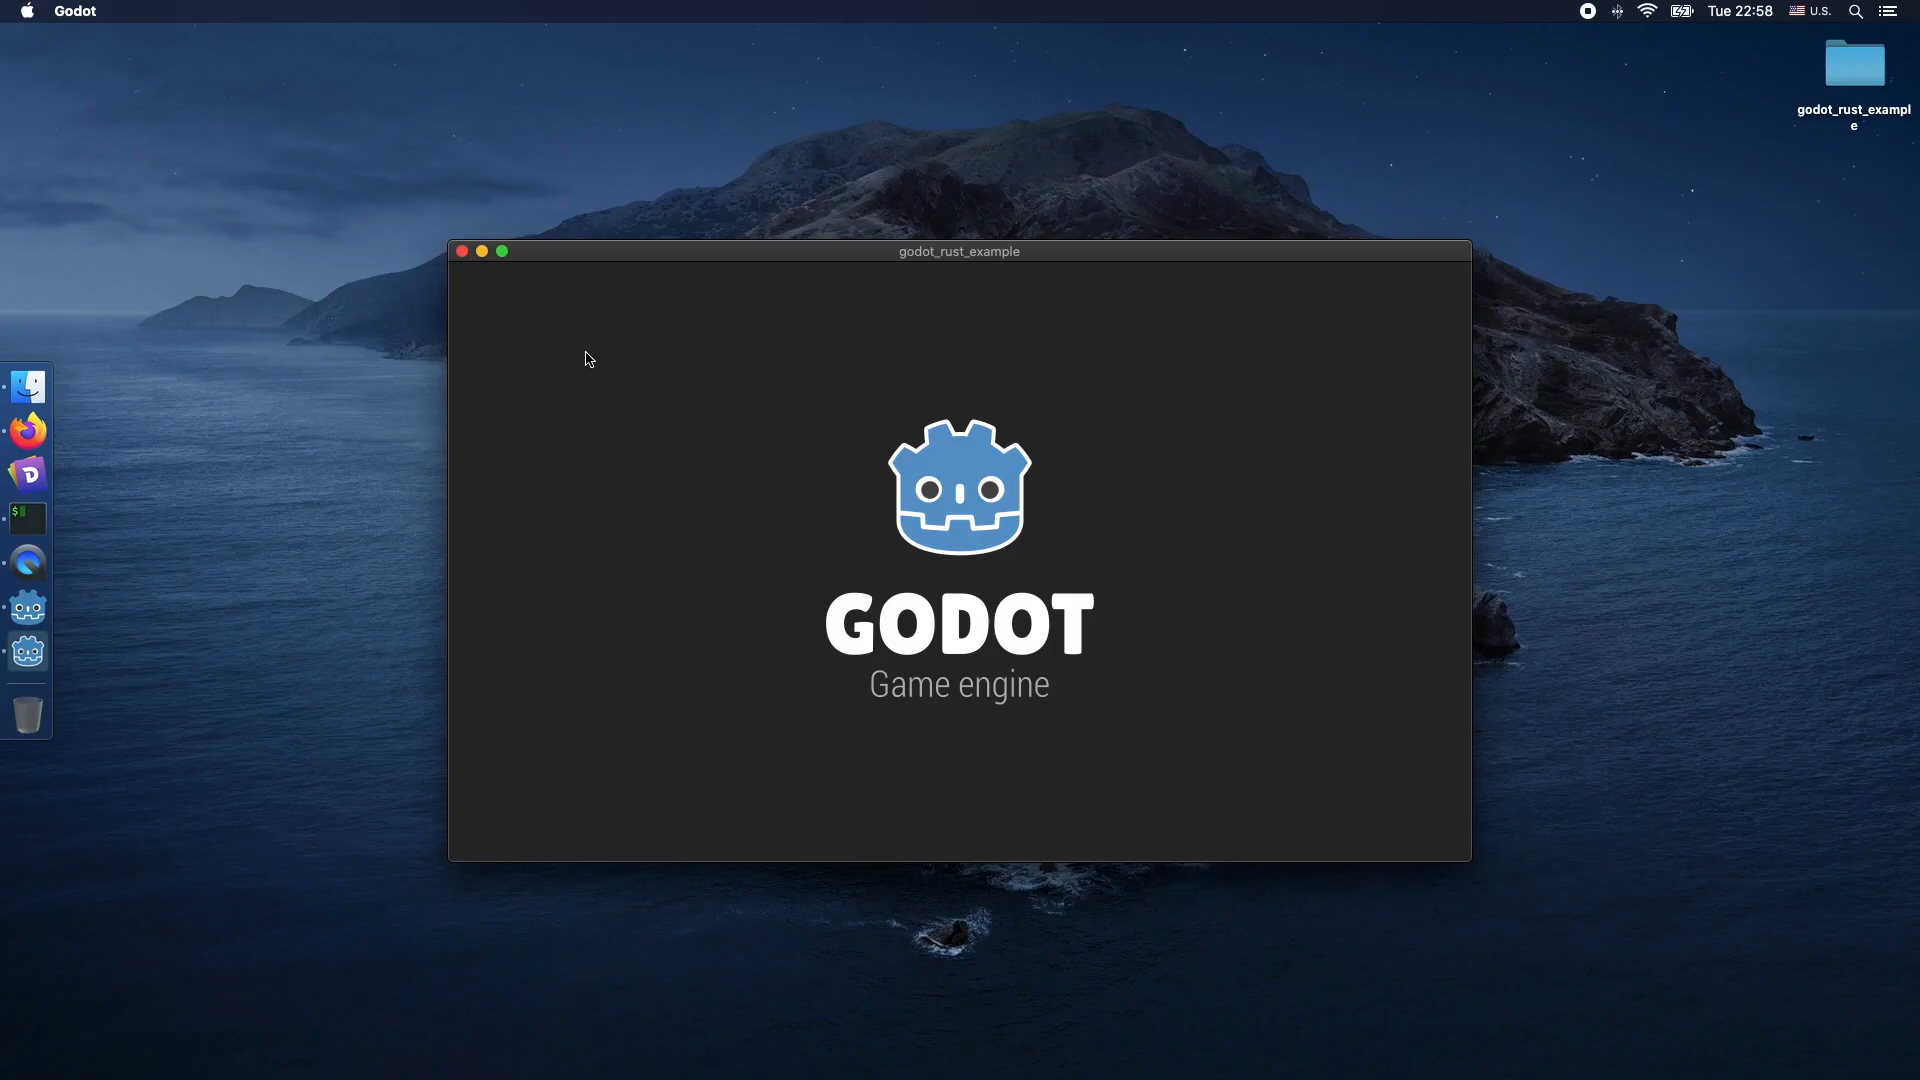 Godot
Tue 22:58
U.S.
godot_rust_exampl
e
godot_rust_example
D
$
GODOT
Game engine